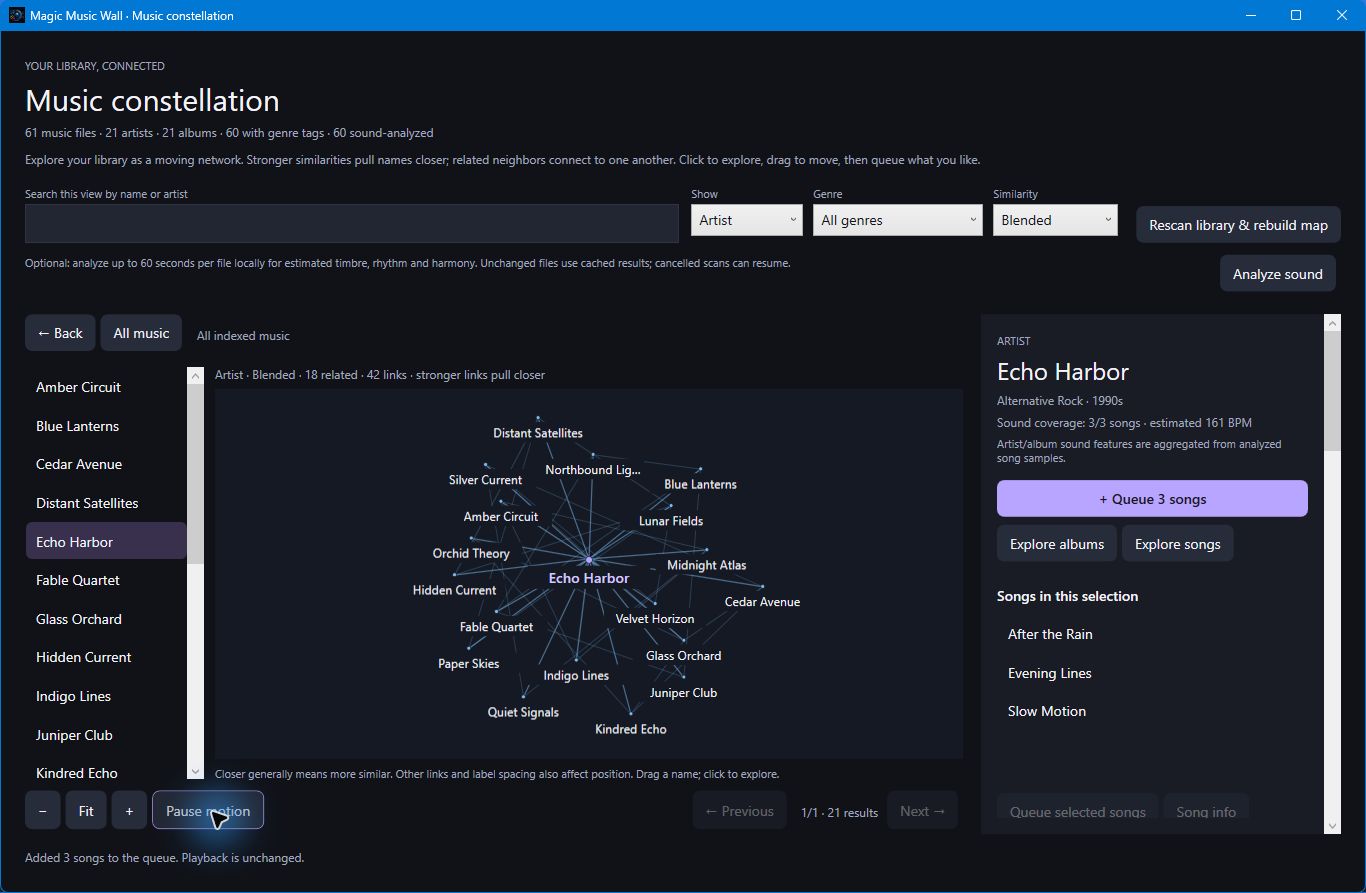 Magic Music Wall · Music constellation
YOUR LIBRARY, CONNECTED
Music constellation
61 music files · 21 artists · 21 albums · 60 with genre tags · 60 sound-analyzed
Explore your library as a moving network. Stronger similarities pull names closer; related neighbors connect to one another. Click to explore, drag to move, then queue what you like.
Search this view by name or artist
Show
Genre
Similarity
Artist
All genres
Blended
Rescan library & rebuild map
Optional: analyze up to 60 seconds per file locally for estimated timbre, rhythm and harmony. Unchanged files use cached results; cancelled scans can resume.
Analyze sound
← Back
All music
All indexed music
Amber Circuit
Blue Lanterns
Cedar Avenue
Distant Satellites
Echo Harbor
Fable Quartet
Glass Orchard
Hidden Current
Indigo Lines
Juniper Club
Kindred Echo
Artist · Blended · 18 related · 42 links · stronger links pull closer
Distant Satellites
Northbound Lig...
Silver Current
Blue Lanterns
Amber Circuit
Lunar Fields
Orchid Theory
Midnight Atlas
Echo Harbor
Hidden Current
Cedar Avenue
Velvet Horizon
Fable Quartet
Glass Orchard
Paper Skies
Indigo Lines
Juniper Club
Quiet Signals
Kindred Echo
Closer generally means more similar. Other links and label spacing also affect position. Drag a name; click to explore.
−
Fit
+
Pause motion
← Previous
1/1 · 21 results
Next →
Added 3 songs to the queue. Playback is unchanged.
ARTIST
Echo Harbor
Alternative Rock · 1990s
Sound coverage: 3/3 songs · estimated 161 BPM
Artist/album sound features are aggregated from analyzed
song samples.
+ Queue 3 songs
Explore albums
Explore songs
Songs in this selection
After the Rain
Evening Lines
Slow Motion
Queue selected songs
Song info